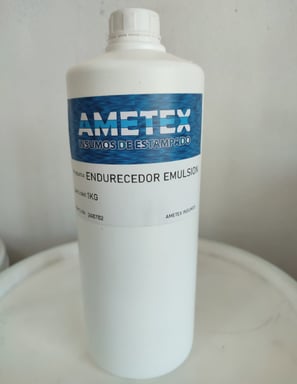 AMETEX
INSUMOS DE ESTAMPADO
ENDURECEDOR EMULSION
1KG
AMETEX